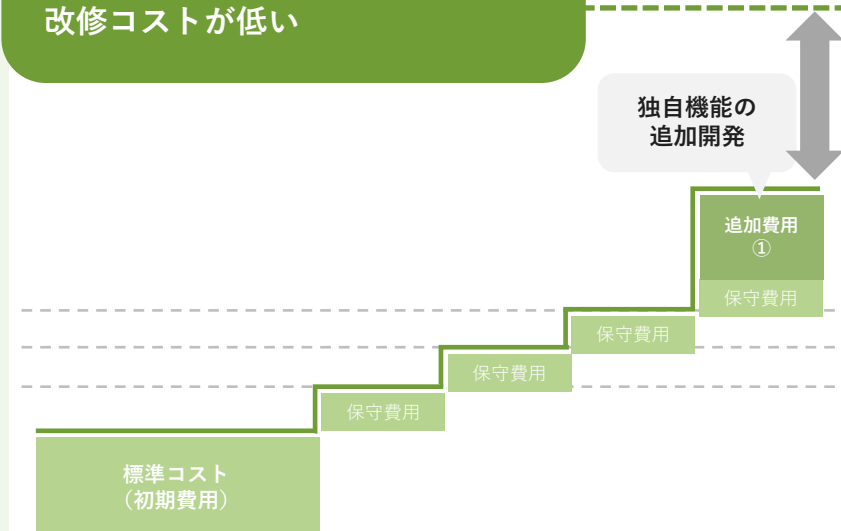 改修コストが低い
独自機能の
追加開発
追加費用
①
保守費用
保守費用
保守費用
保守費用
標準コスト
（初期費用）